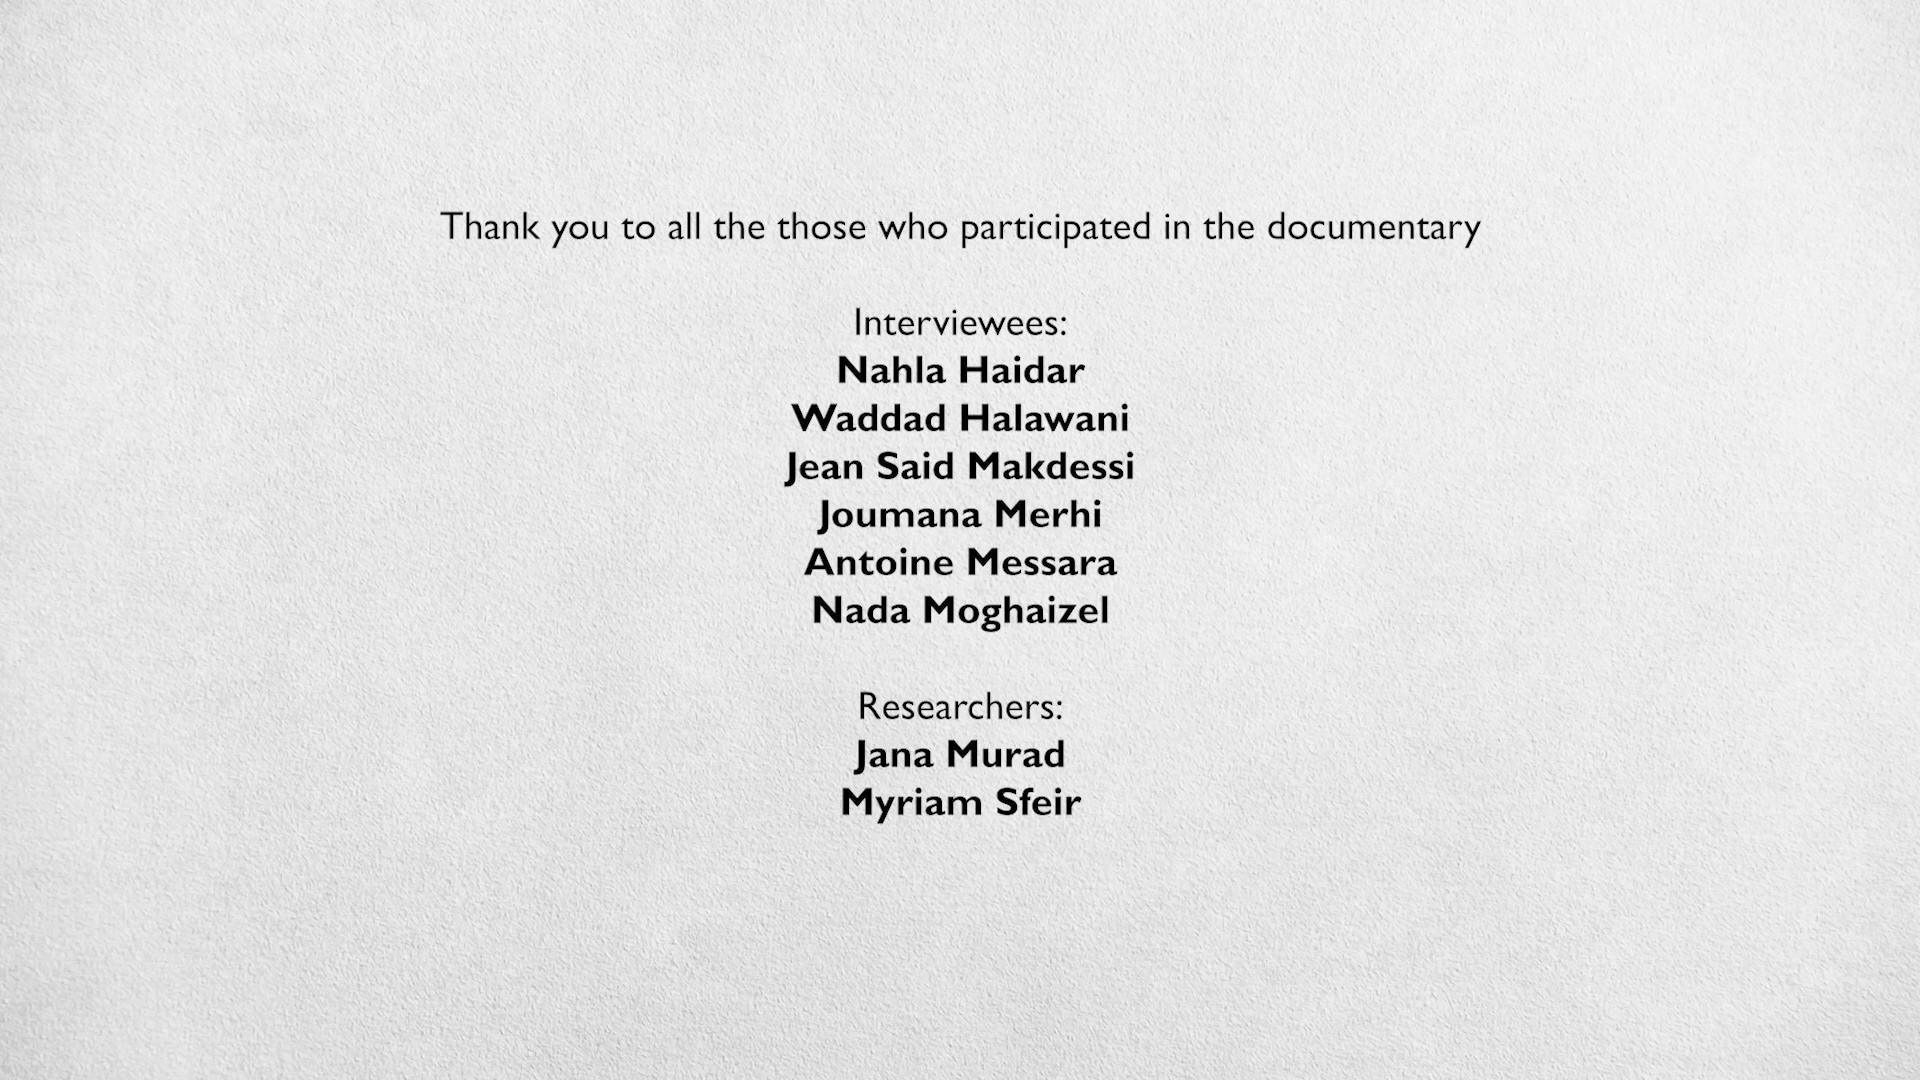 Thank you to all the those who participated in the documentary
Interviewees:
Nahla Haidar
Waddad Halawani
Jean Said Makdessi
Joumana Merhi
Antoine Messara
Nada Moghaizel
Researchers:
Jana Murad
Myriam Sfeir